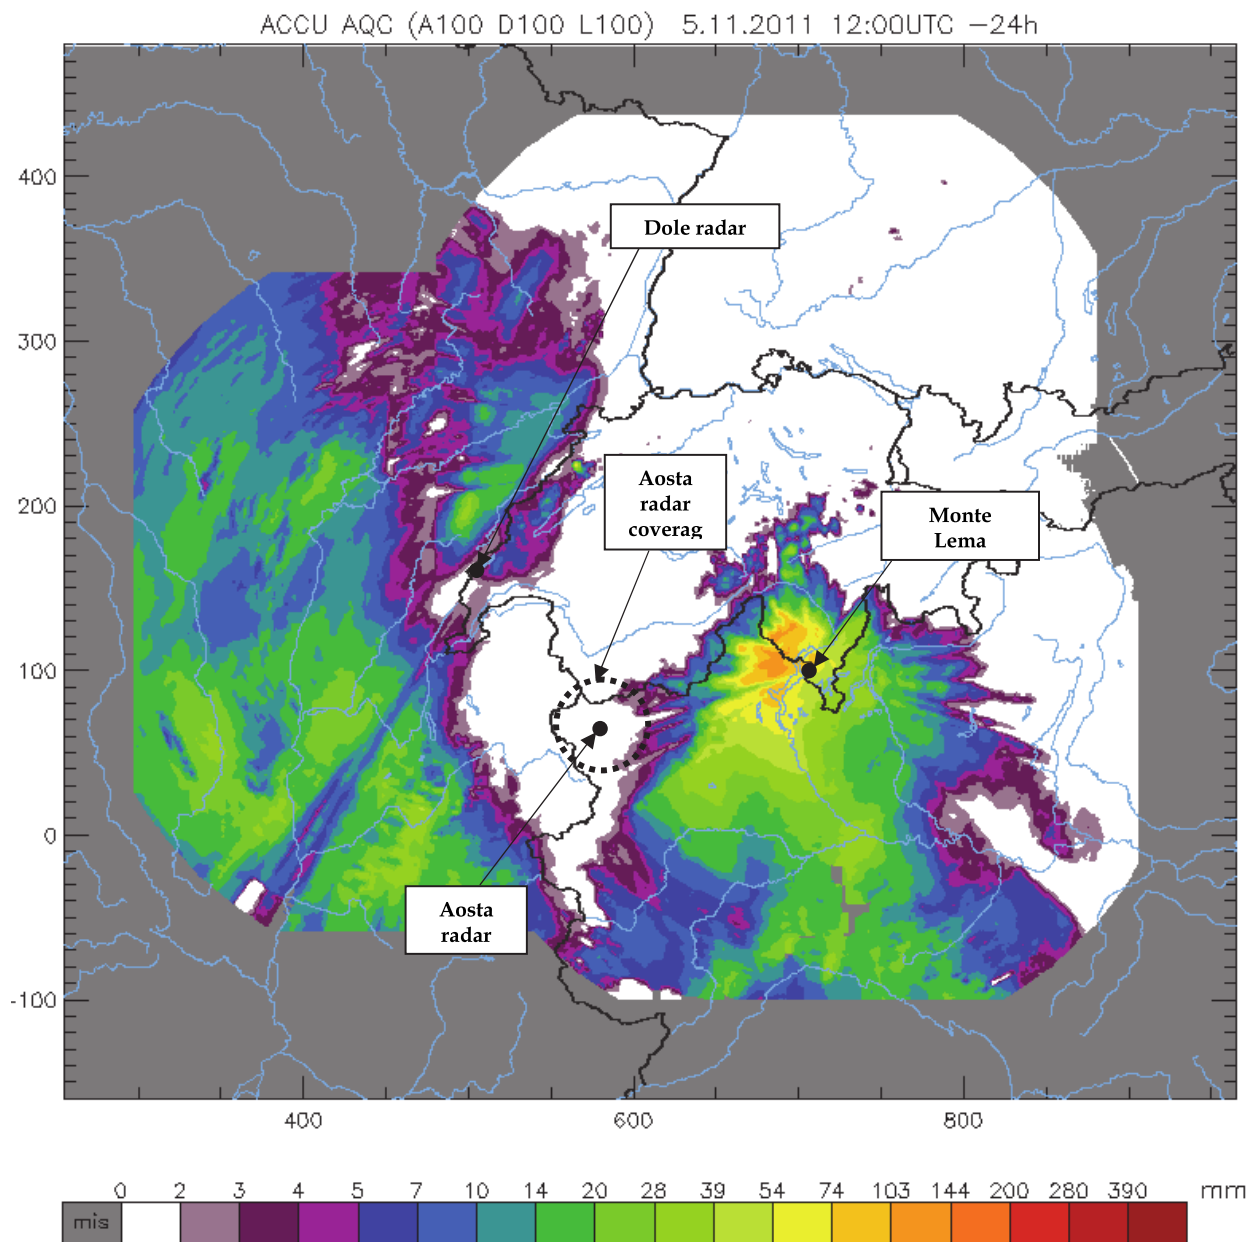 ACCU AQC (A100 D100 L100) 5.11.2011 12:00UTC −24h
400
Dole radar
300
Aosta
radar
coverag
200
Monte
Lema
100
0
Aosta
radar
-100
400 600 800
0 2 3 4 5 7 10 14 20 28 39 54 74 103 144 200 280 390 mm
mis